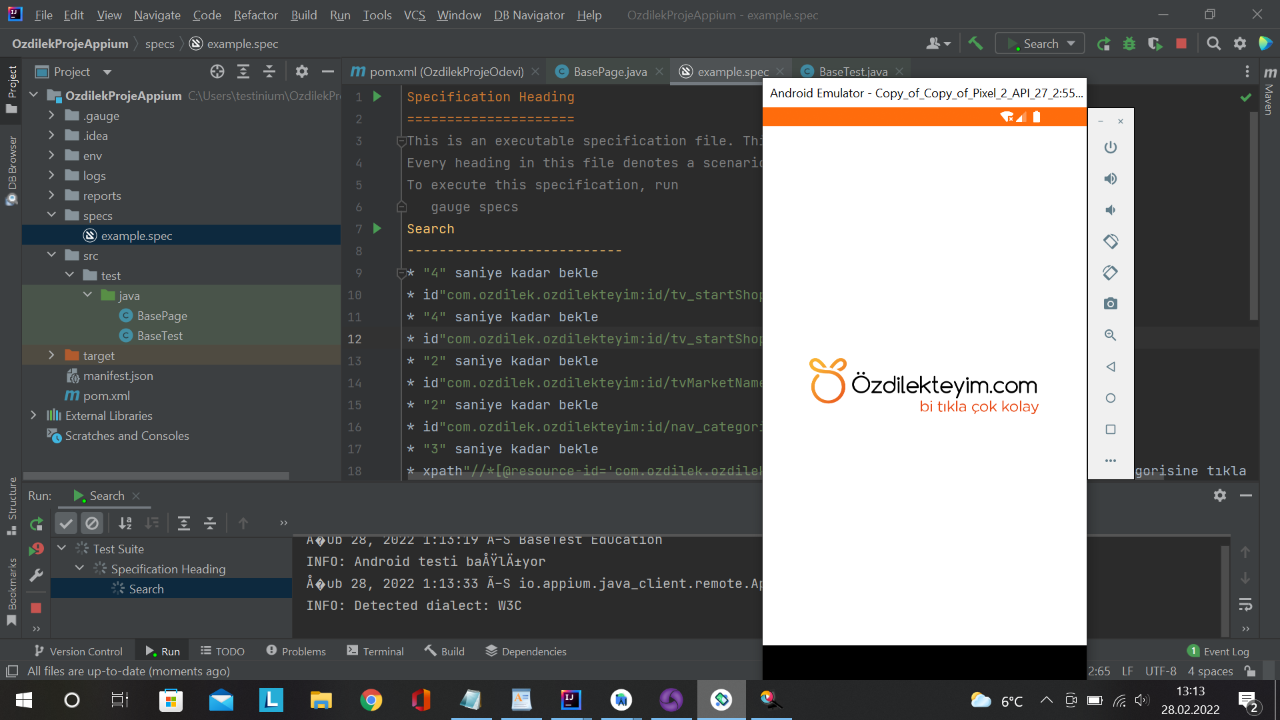 File Edit View Navigate Code Refactor Build Run Tools VCS Window DB Navigator Help OzdilekProjeAppium - example.spec
OzdilekProjeAppium specs example.spec Search
Project
pom.xml (OzdilekProjeOdevi) BasePage.java example.spec BaseTest.java
Android Emulator - Copy_of_Copy_of_Pixel_2_API_27_2:55...
OzdilekProjeAppium C:\Users\testinium\OzdilekProjeAp
.gauge
.idea
env
logs
reports
specs
example.spec
src
test
java
BasePage
BaseTest
target
manifest.json
pom.xml
External Libraries
Scratches and Consoles
Project
DB Browser
Structure
Bookmarks
Maven
1 Specification Heading
2 =====================
3 This is an executable specification file. Thi
4 Every heading in this file denotes a scenario
5 To execute this specification, run
6 gauge specs
7 Search
8 ---------------------------
9 * "4" saniye kadar bekle
10 * id"com.ozdilek.ozdilekteyim:id/tv_startShop
11 * "4" saniye kadar bekle
12 * id"com.ozdilek.ozdilekteyim:id/tv_startShop
13 * "2" saniye kadar bekle
14 * id"com.ozdilek.ozdilekteyim:id/tvMarketName
15 * "2" saniye kadar bekle
16 * id"com.ozdilek.ozdilekteyim:id/nav_categori
17 * "3" saniye kadar bekle
18 * xpath"//*[@resource-id='com.ozdilek.ozdilek gorisine tıkla
Özdilekteyim.com
bi tıkla çok kolay
Run: Search
Test Suite
Specification Heading
Search
Å�ub 28, 2022 1:13:19 Ã-S BaseTest Education
INFO: Android testi baÅŸlÄ±yor
Å�ub 28, 2022 1:13:33 Ã-S io.appium.java_client.remote.Ap
INFO: Detected dialect: W3C
Version Control Run TODO Problems Terminal Build Dependencies 1 Event Log
All files are up-to-date (moments ago) 2:65 LF UTF-8 4 spaces
6°C 13:13
28.02.2022 2